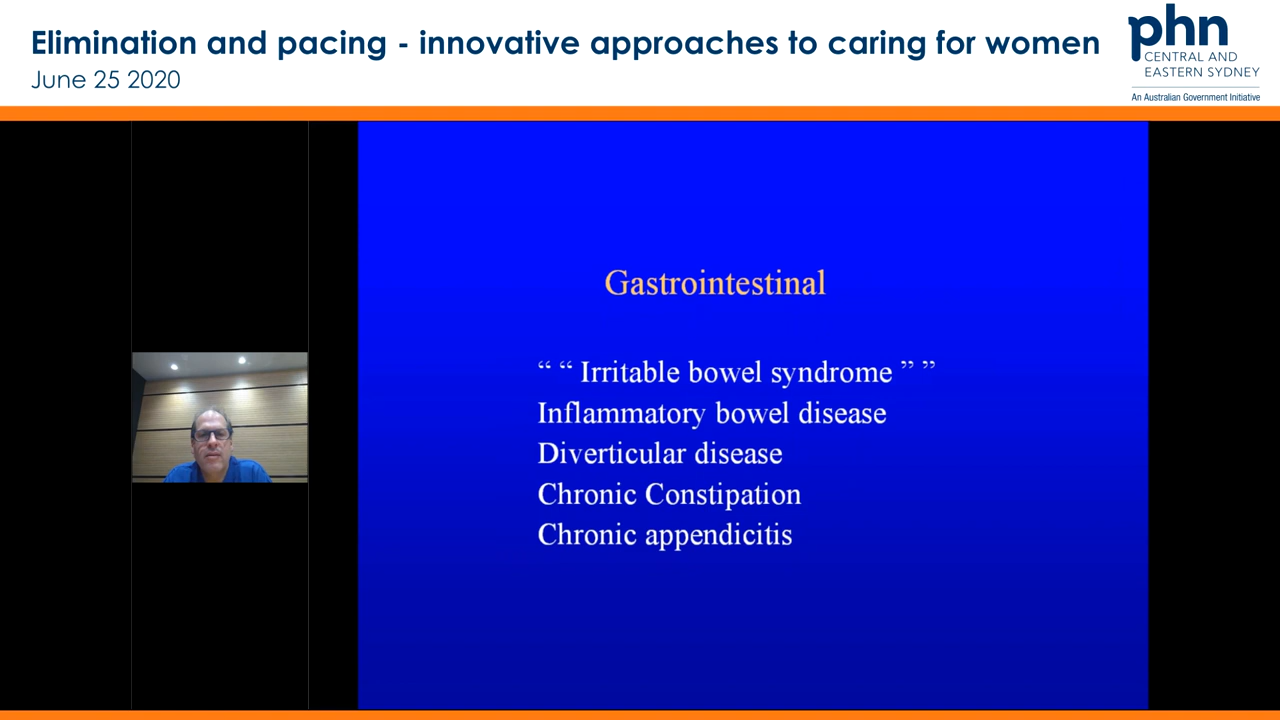 Elimination and pacing - innovative approaches to caring for women
June 25 2020
phn
CENTRAL AND
EASTERN SYDNEY
An Australian Government Initiative
Gastrointestinal
“ “ Irritable bowel syndrome ” ”
Inflammatory bowel disease
Diverticular disease
Chronic Constipation
Chronic appendicitis